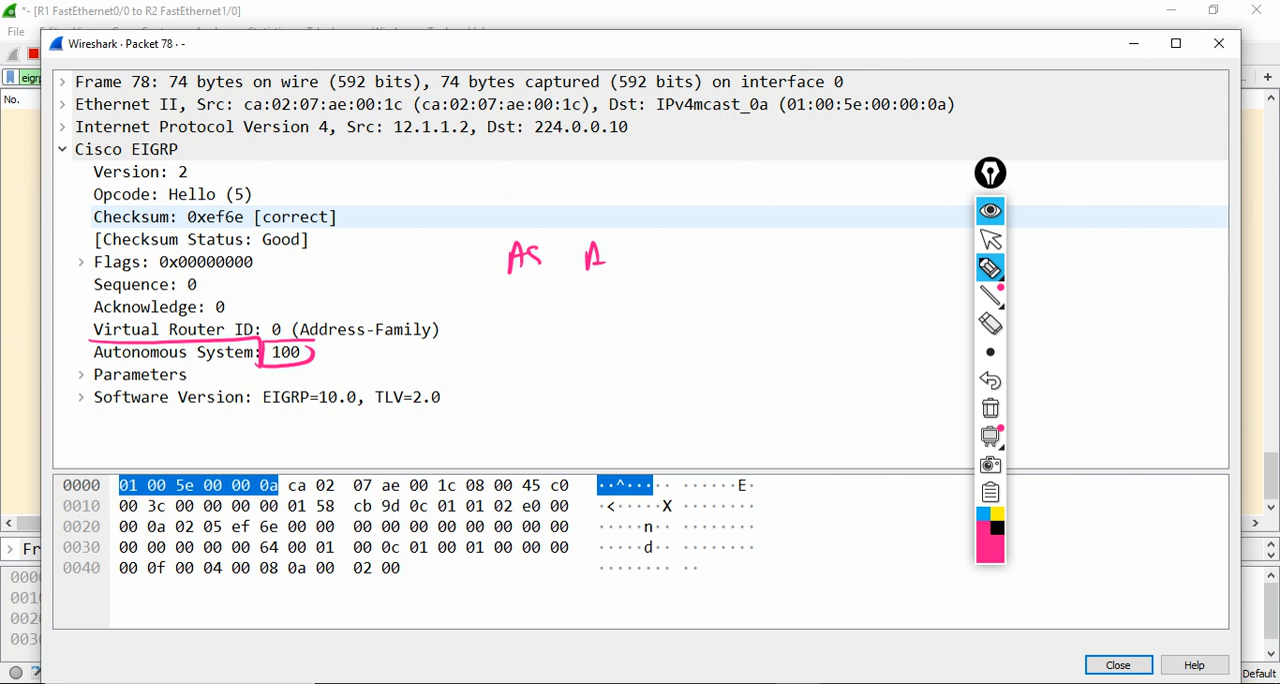 *- [R1 FastEthernet0/0 to R2 FastEthernet1/0]
File
Wireshark · Packet 78 · -
eigrp
No.
Frame 78: 74 bytes on wire (592 bits), 74 bytes captured (592 bits) on interface 0
Ethernet II, Src: ca:02:07:ae:00:1c (ca:02:07:ae:00:1c), Dst: IPv4mcast_0a (01:00:5e:00:00:0a)
Internet Protocol Version 4, Src: 12.1.1.2, Dst: 224.0.0.10
Cisco EIGRP
Version: 2
Opcode: Hello (5)
Checksum: 0xef6e [correct]
[Checksum Status: Good]
AS A
Flags: 0x00000000
Sequence: 0
Acknowledge: 0
Virtual Router ID: 0 (Address-Family)
Autonomous System: 100
Parameters
Software Version: EIGRP=10.0, TLV=2.0
0000 01 00 5e 00 00 0a ca 02 07 ae 00 1c 08 00 45 c0 ··^··· ·· ······E·
0010 00 3c 00 00 00 00 01 58 cb 9d 0c 01 01 02 e0 00 ·<·····X ········
0020 00 0a 02 05 ef 6e 00 00 00 00 00 00 00 00 00 00 ·····n·· ········
0030 00 00 00 00 00 64 00 01 00 0c 01 00 01 00 00 00 ·····d·· ········
0040 00 0f 00 04 00 08 0a 00 02 00 ········ ··
Fr
0000
0010
0020
003
Close
Help
Default